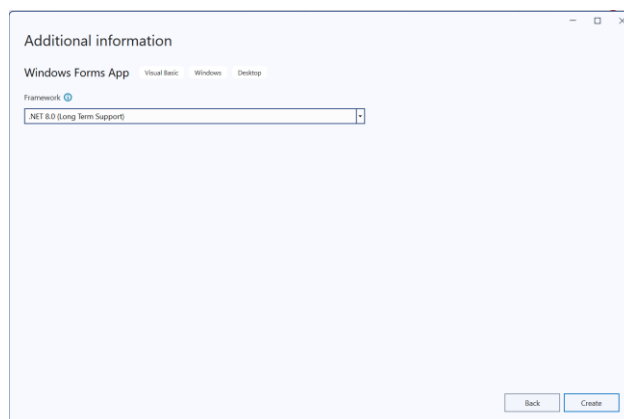 Additional information
Windows Forms App Visual Basic Windows Desktop
Framework
.NET 8.0 (Long Term Support)
Back Create